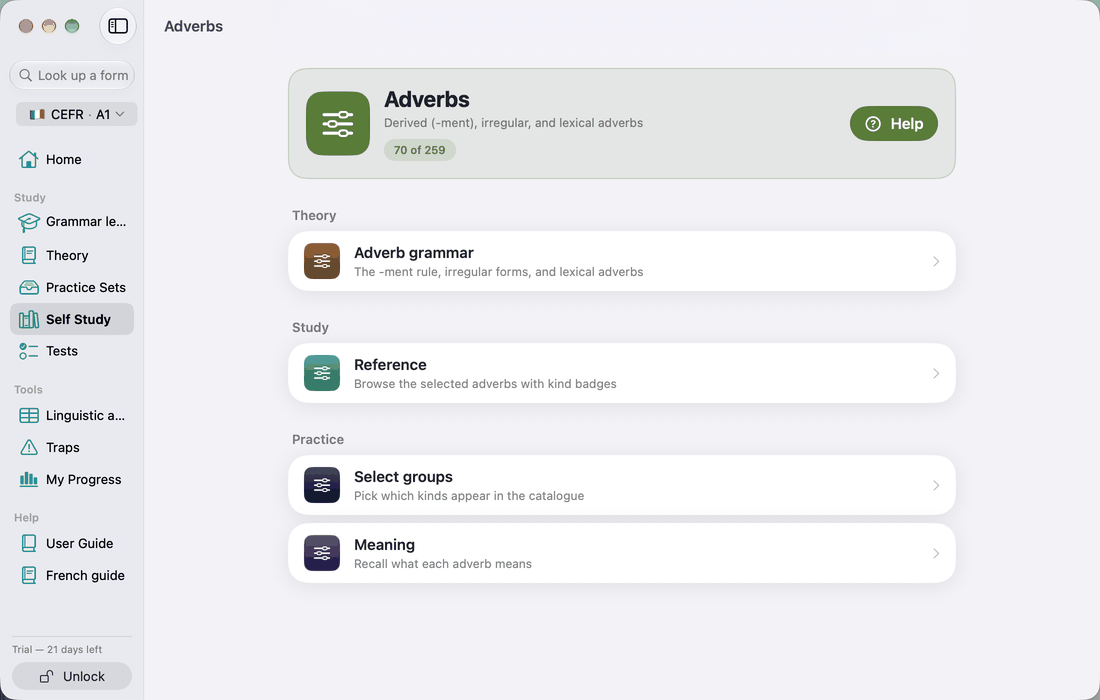 Adverbs
Look up a form
CEFR · A1
Home
Study
Grammar le...
Theory
Practice Sets
Self Study
Tests
Tools
Linguistic a...
Traps
My Progress
Help
User Guide
French guide
Trial — 21 days left
Unlock
Adverbs
Derived (-ment), irregular, and lexical adverbs
70 of 259
Help
Theory
Adverb grammar
The -ment rule, irregular forms, and lexical adverbs
Study
Reference
Browse the selected adverbs with kind badges
Practice
Select groups
Pick which kinds appear in the catalogue
Meaning
Recall what each adverb means